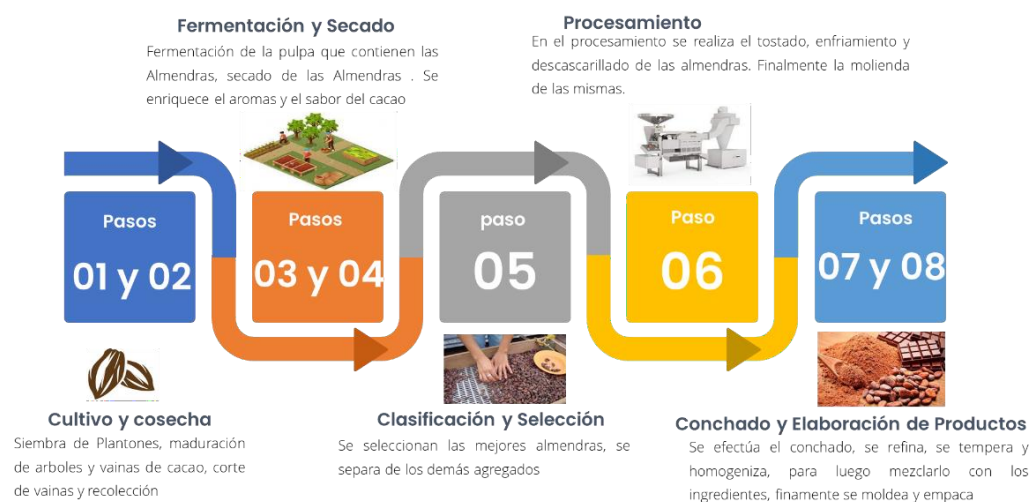 Fermentación y Secado
Fermentación de la pulpa que contienen las
Almendras, secado de las Almendras . Se
enriquece el aromas y el sabor del cacao
Procesamiento
En el procesamiento se realiza el tostado, enfriamiento y
descascarillado de las almendras. Finalmente la molienda
de las mismas.
Pasos
01 y 02
Pasos
03 y 04
paso
05
Paso
06
Pasos
07 y 08
Cultivo y cosecha
Siembra de Plantones, maduración
de arboles y vainas de cacao, corte
de vainas y recolección
Clasificación y Selección
Se seleccionan las mejores almendras, se
separa de los demás agregados
Conchado y Elaboración de Productos
Se efectúa el conchado, se refina, se tempera y
homogeniza, para luego mezclarlo con los
ingredientes, finamente se moldea y empaca